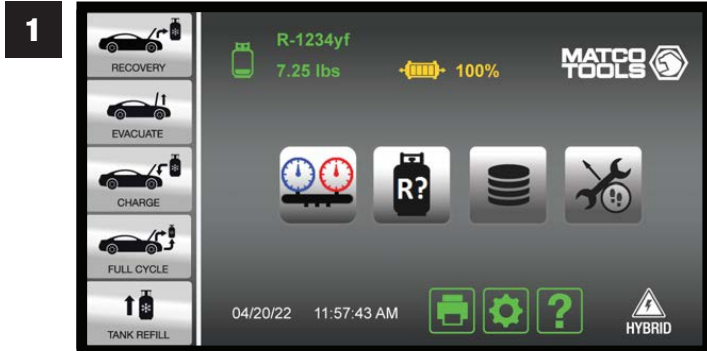 1
RECOVERY
EVACUATE
CHARGE
FULL CYCLE
TANK REFILL
R-1234yf
7.25 lbs
100%
MATCO
TOOLS
R?
04/20/22 11:57:43 AM
?
HYBRID